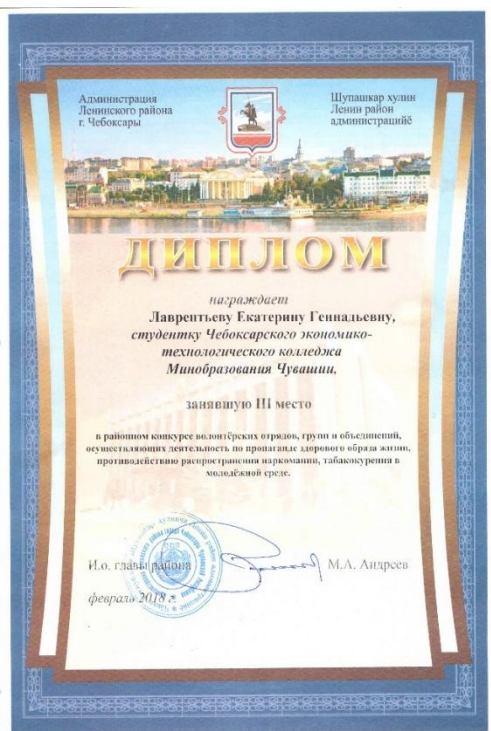 Администрация
Ленинского района
г. Чебоксары
Шупашкар хулин
Ленин район
администрацийĕ
ДИПЛОМ
награждает
Лаврентьеву Екатерину Геннадьевну,
студентку Чебоксарского экономико-
технологического колледжа
Минобразования Чувашии,
занявшую III место
в районном конкурсе волонтёрских отрядов, групп и объединений,
осуществляющих деятельность по пропаганде здорового образа жизни,
противодействию распространения наркомании, табакокурения в
молодёжной среде.
И.о. главы района
М.А. Андреев
февраль 2018 г.